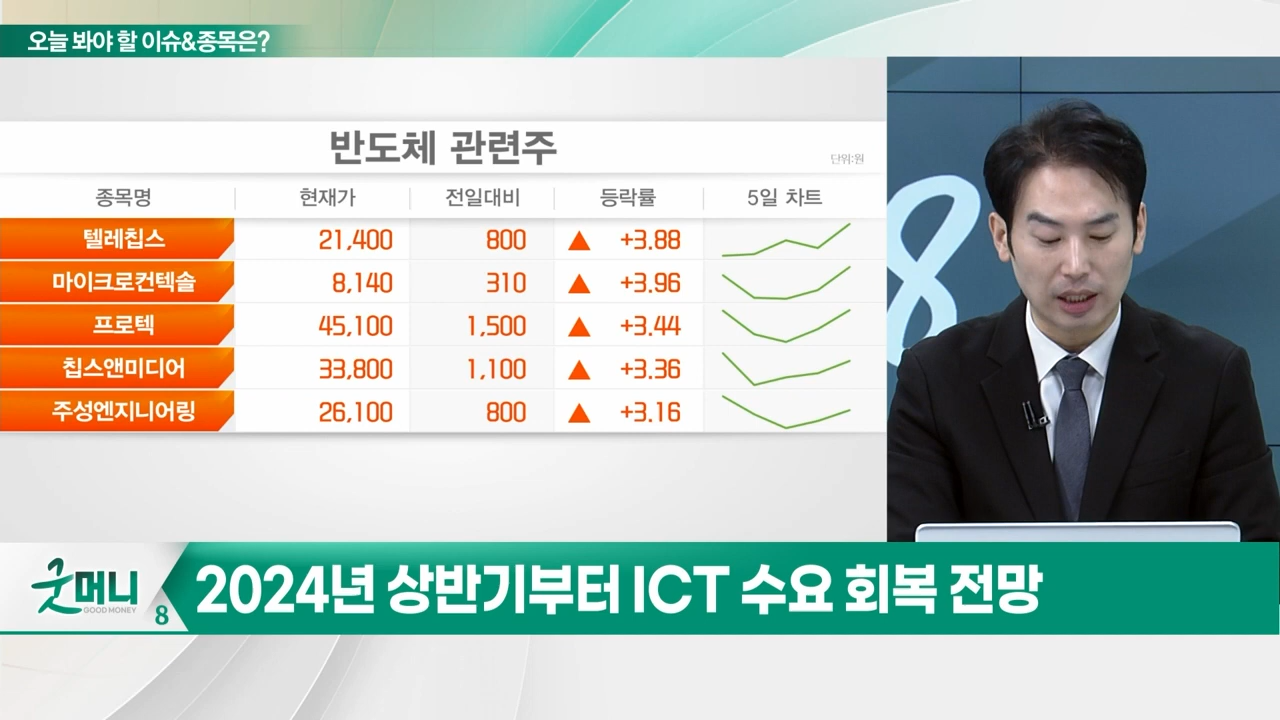 오늘 봐야 할 이슈&종목은?
반도체 관련주
단위:원
종목명 현재가 전일대비 등락률 5일 차트
텔레칩스 21,400 800 ▲ +3.88
마이크로컨텍솔 8,140 310 ▲ +3.96
프로텍 45,100 1,500 ▲ +3.44
칩스앤미디어 33,800 1,100 ▲ +3.36
주성엔지니어링 26,100 800 ▲ +3.16
8
굿머니
GOOD MONEY
8
2024년 상반기부터 ICT 수요 회복 전망